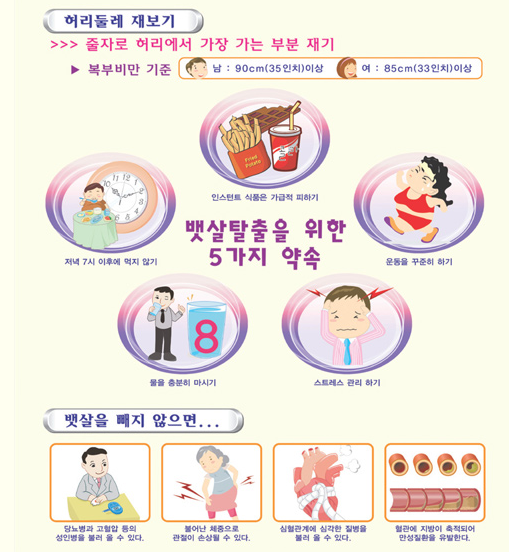 허리둘레 재보기
>>> 줄자로 허리에서 가장 가는 부분 재기
▶ 복부비만 기준
남 : 90cm(35인치)이상
여 : 85cm(33인치)이상
Fried
Potato
인스턴트 식품은 가급적 피하기
저녁 7시 이후에 먹지 않기
뱃살탈출을 위한
5가지 약속
운동을 꾸준히 하기
8
물을 충분히 마시기
스트레스 관리 하기
뱃살을 빼지 않으면...
당뇨병과 고혈압 등의
성인병을 불러 올 수 있다.
불어난 체중으로
관절이 손상될 수 있다.
심혈관계에 심각한 질병을
불러 올 수 있다.
혈관에 지방이 축적되어
만성질환을 유발한다.